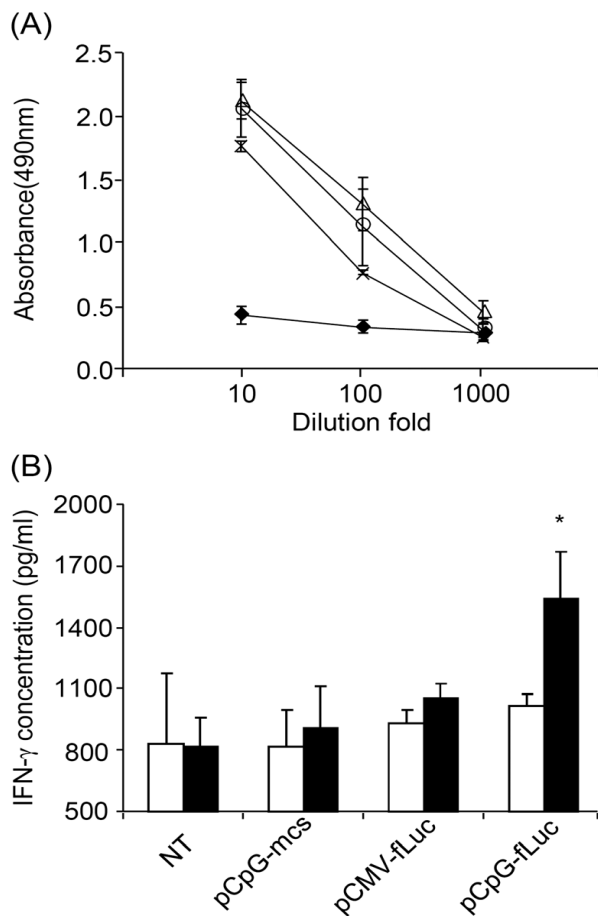 (A)
Absorbance(490nm)
2.5
2.0
1.5
1.0
0.5
0.0
10 100 1000
Dilution fold
(B)
IFN-γ concentration (pg/ml)
2000
1700
1400
1100
800
500
*
NT
pCpG-mcs
pCMV-fLuc
pCpG-fLuc